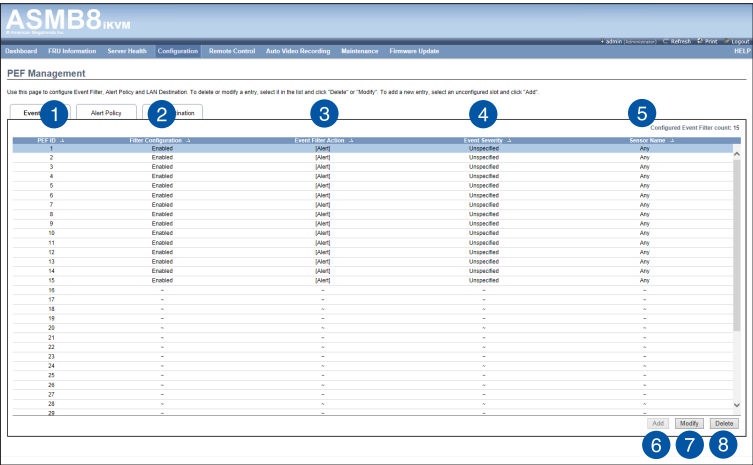 ASMB8 iKVM
admin (Administrator) Refresh Print Logout
Dashboard FRU Information Server Health Configuration Remote Control Auto Video Recording Maintenance Firmware Update HELP
PEF Management
Use this page to configure Event Filter, Alert Policy and LAN Destination. To delete or modify a entry, select it in the list and click "Delete" or "Modify". To add a new entry, select an unconfigured slot and click "Add".
Event Alert Policy ination
1 2 3 4 5
Configured Event Filter count: 15
PEF ID Filter Configuration Event Filter Action Event Severity Sensor Name
1 Enabled [Alert] Unspecified Any
2 Enabled [Alert] Unspecified Any
3 Enabled [Alert] Unspecified Any
4 Enabled [Alert] Unspecified Any
5 Enabled [Alert] Unspecified Any
6 Enabled [Alert] Unspecified Any
7 Enabled [Alert] Unspecified Any
8 Enabled [Alert] Unspecified Any
9 Enabled [Alert] Unspecified Any
10 Enabled [Alert] Unspecified Any
11 Enabled [Alert] Unspecified Any
12 Enabled [Alert] Unspecified Any
13 Enabled [Alert] Unspecified Any
14 Enabled [Alert] Unspecified Any
15 Enabled [Alert] Unspecified Any
16 ~ ~ ~ ~
17 ~ ~ ~ ~
18 ~ ~ ~ ~
19 ~ ~ ~ ~
20 ~ ~ ~ ~
21 ~ ~ ~ ~
22 ~ ~ ~ ~
23 ~ ~ ~ ~
24 ~ ~ ~ ~
25 ~ ~ ~ ~
26 ~ ~ ~ ~
27 ~ ~ ~ ~
28 ~ ~ ~ ~
29 ~ ~ ~ ~
Add Modify Delete
6 7 8